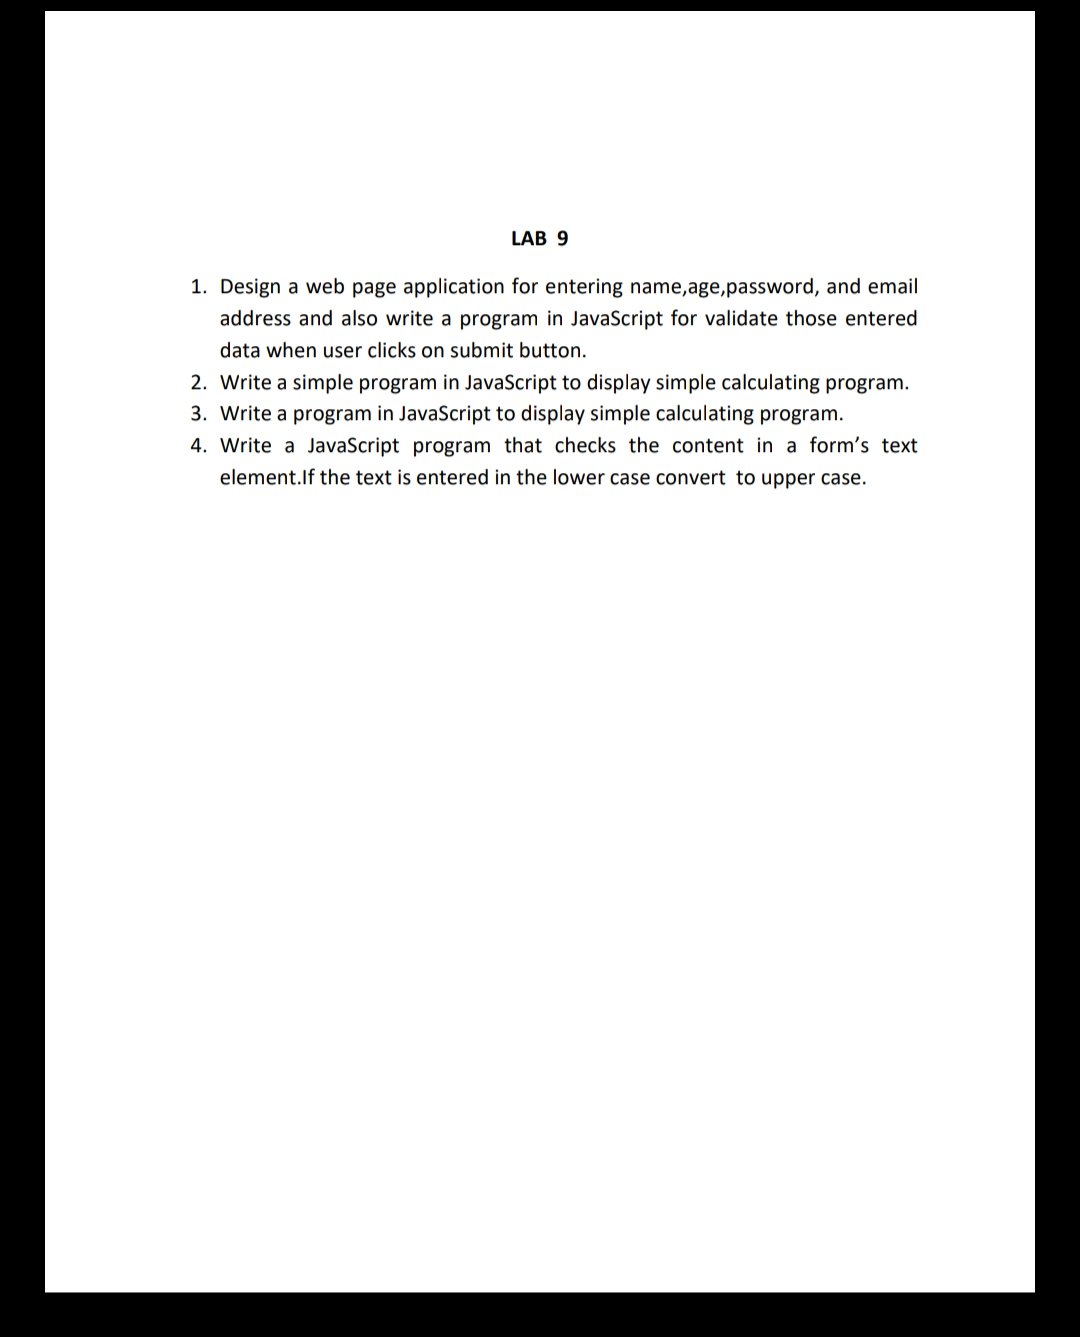 LAB 9
1. Design a web page application for entering name,age,password, and email
address and also write a program in JavaScript for validate those entered
data when user clicks on submit button.
2. Write a simple program in JavaScript to display simple calculating program.
3. Write a program in JavaScript to display simple calculating program.
4. Write a JavaScript program that checks the content in a form’s text
element.If the text is entered in the lower case convert to upper case.